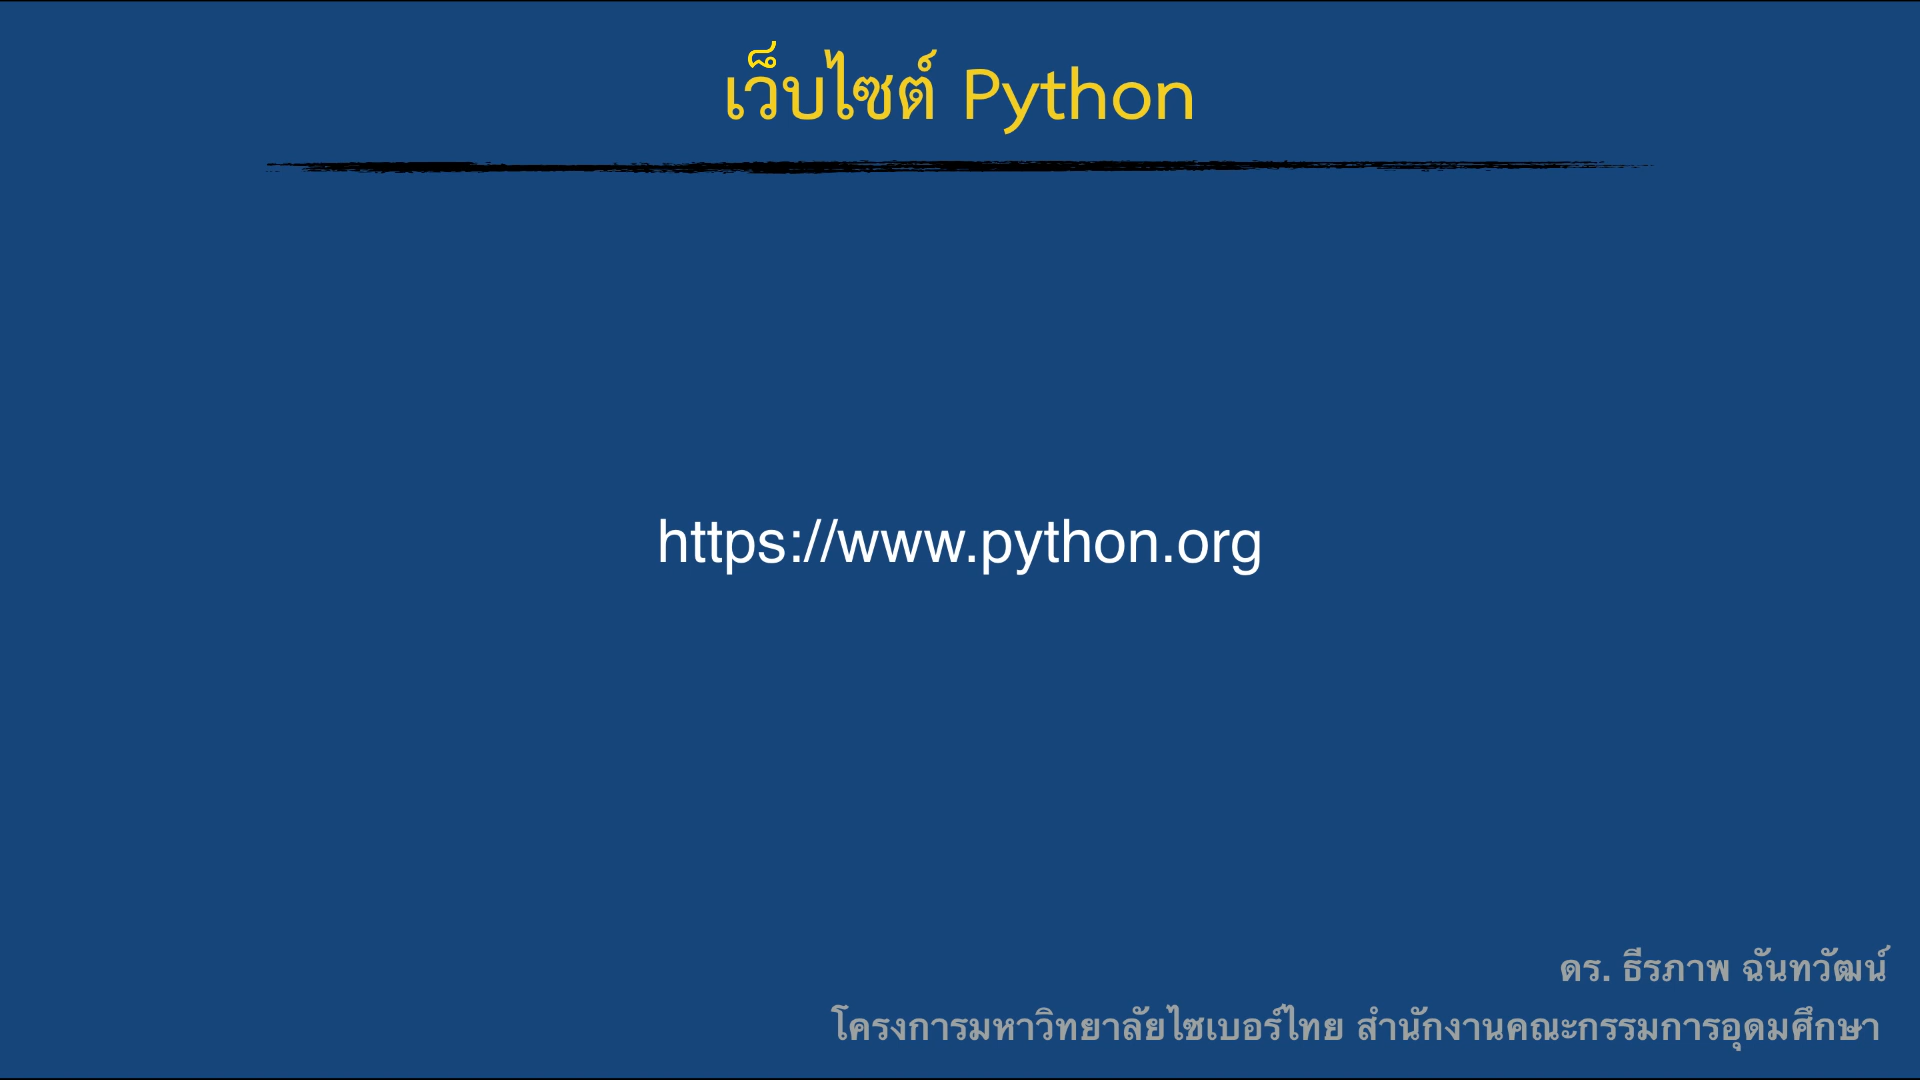 เว็บไซต์ Python
https://www.python.org
ดร. ธีรภาพ ฉันทวัฒน์
โครงการมหาวิทยาลัยไซเบอร์ไทย สำนักงานคณะกรรมการอุดมศึกษา